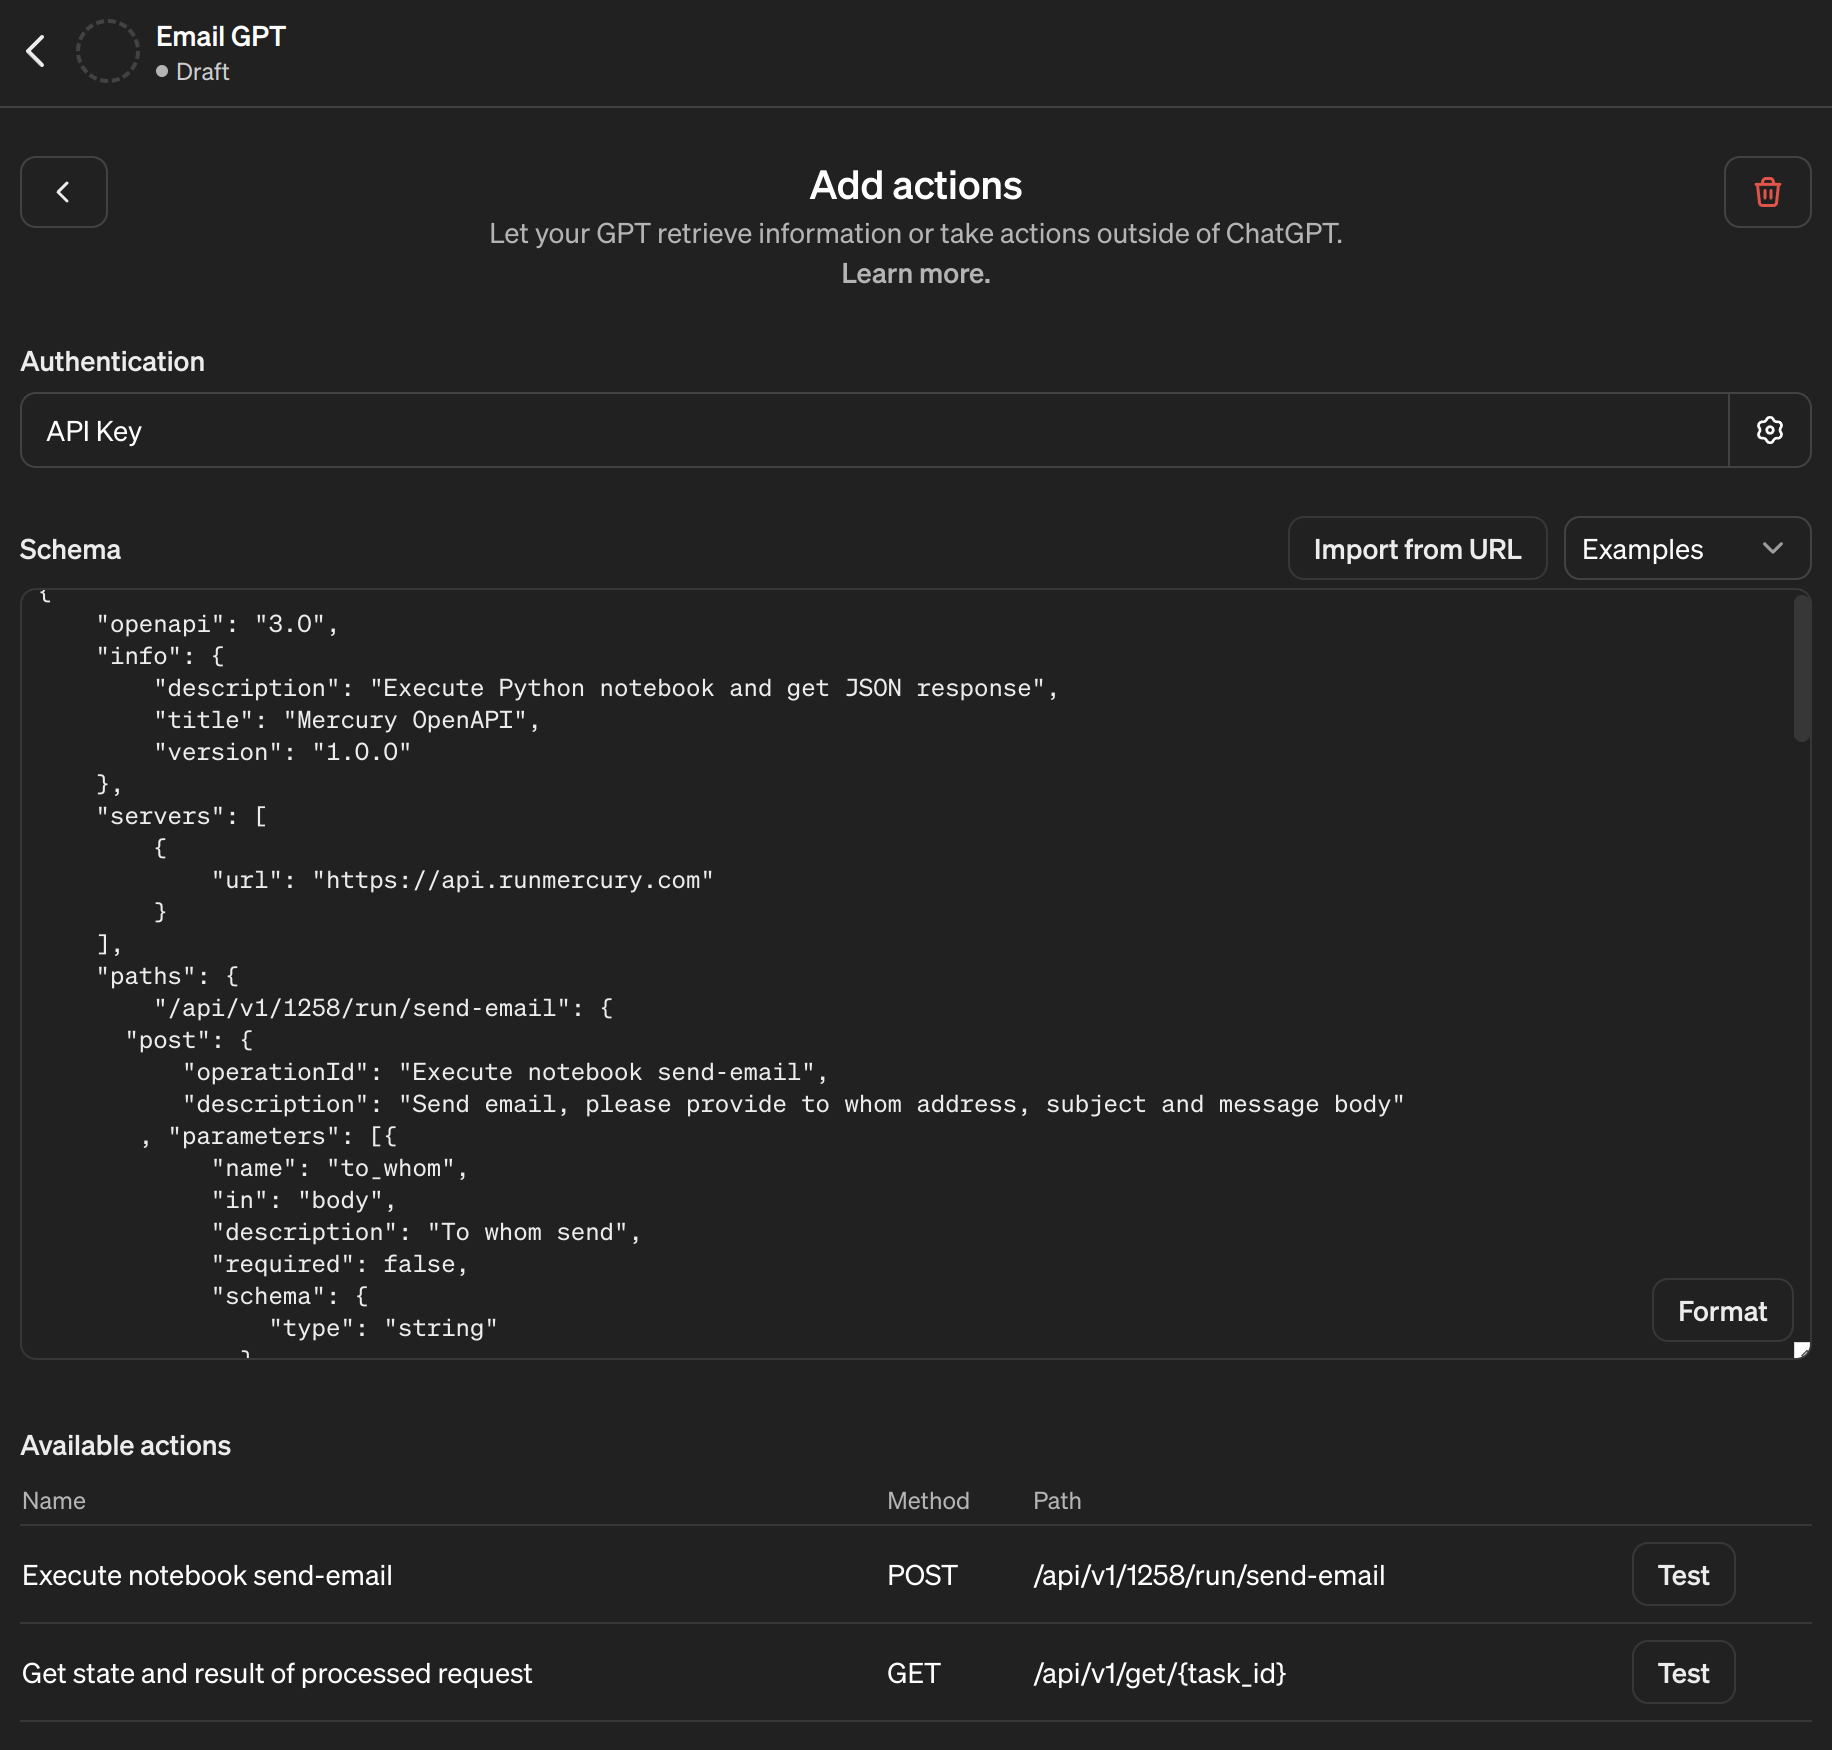 Email GPT
Draft
Add actions
Let your GPT retrieve information or take actions outside of ChatGPT.
Learn more.
Authentication
API Key
Schema
Import from URL
Examples
{
    "openapi": "3.0",
    "info": {
        "description": "Execute Python notebook and get JSON response",
        "title": "Mercury OpenAPI",
        "version": "1.0.0"
    },
    "servers": [
        {
            "url": "https://api.runmercury.com"
        }
    ],
    "paths": {
        "/api/v1/1258/run/send-email": {
      "post": {
          "operationId": "Execute notebook send-email",
          "description": "Send email, please provide to whom address, subject and message body"
       , "parameters": [{
            "name": "to_whom",
            "in": "body",
            "description": "To whom send",
            "required": false,
            "schema": {
                "type": "string"
              }
Format
Available actions
Name Method Path
Execute notebook send-email POST /api/v1/1258/run/send-email Test
Get state and result of processed request GET /api/v1/get/{task_id} Test